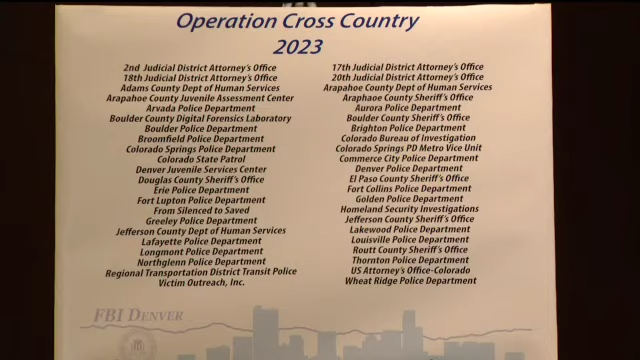 Operation Cross Country
2023
2nd Judicial District Attorney's Office
18th Judicial District Attorney's Office
Adams County Dept of Human Services
Arapahoe County Juvenile Assessment Center
Arvada Police Department
Boulder County Digital Forensics Laboratory
Boulder Police Department
Broomfield Police Department
Colorado Springs Police Department
Colorado State Patrol
Denver Juvenile Services Center
Douglas County Sheriff's Office
Erie Police Department
Fort Lupton Police Department
From Silenced to Saved
Greeley Police Department
Jefferson County Dept of Human Services
Lafayette Police Department
Longmont Police Department
Northglenn Police Department
Regional Transportation District Transit Police
Victim Outreach, Inc.
17th Judicial District Attorney's Office
20th Judicial District Attorney's Office
Arapahoe County Dept of Human Services
Araphaoe County Sheriff's Office
Aurora Police Department
Boulder County Sheriff's Office
Brighton Police Department
Colorado Bureau of Investigation
Colorado Springs PD Metro Vice Unit
Commerce City Police Department
Denver Police Department
El Paso County Sheriff's Office
Fort Collins Police Department
Golden Police Department
Homeland Security Investigations
Jefferson County Sheriff's Office
Lakewood Police Department
Louisville Police Department
Routt County Sheriff's Office
Thornton Police Department
US Attorney's Office-Colorado
Wheat Ridge Police Department
FBI DENVER